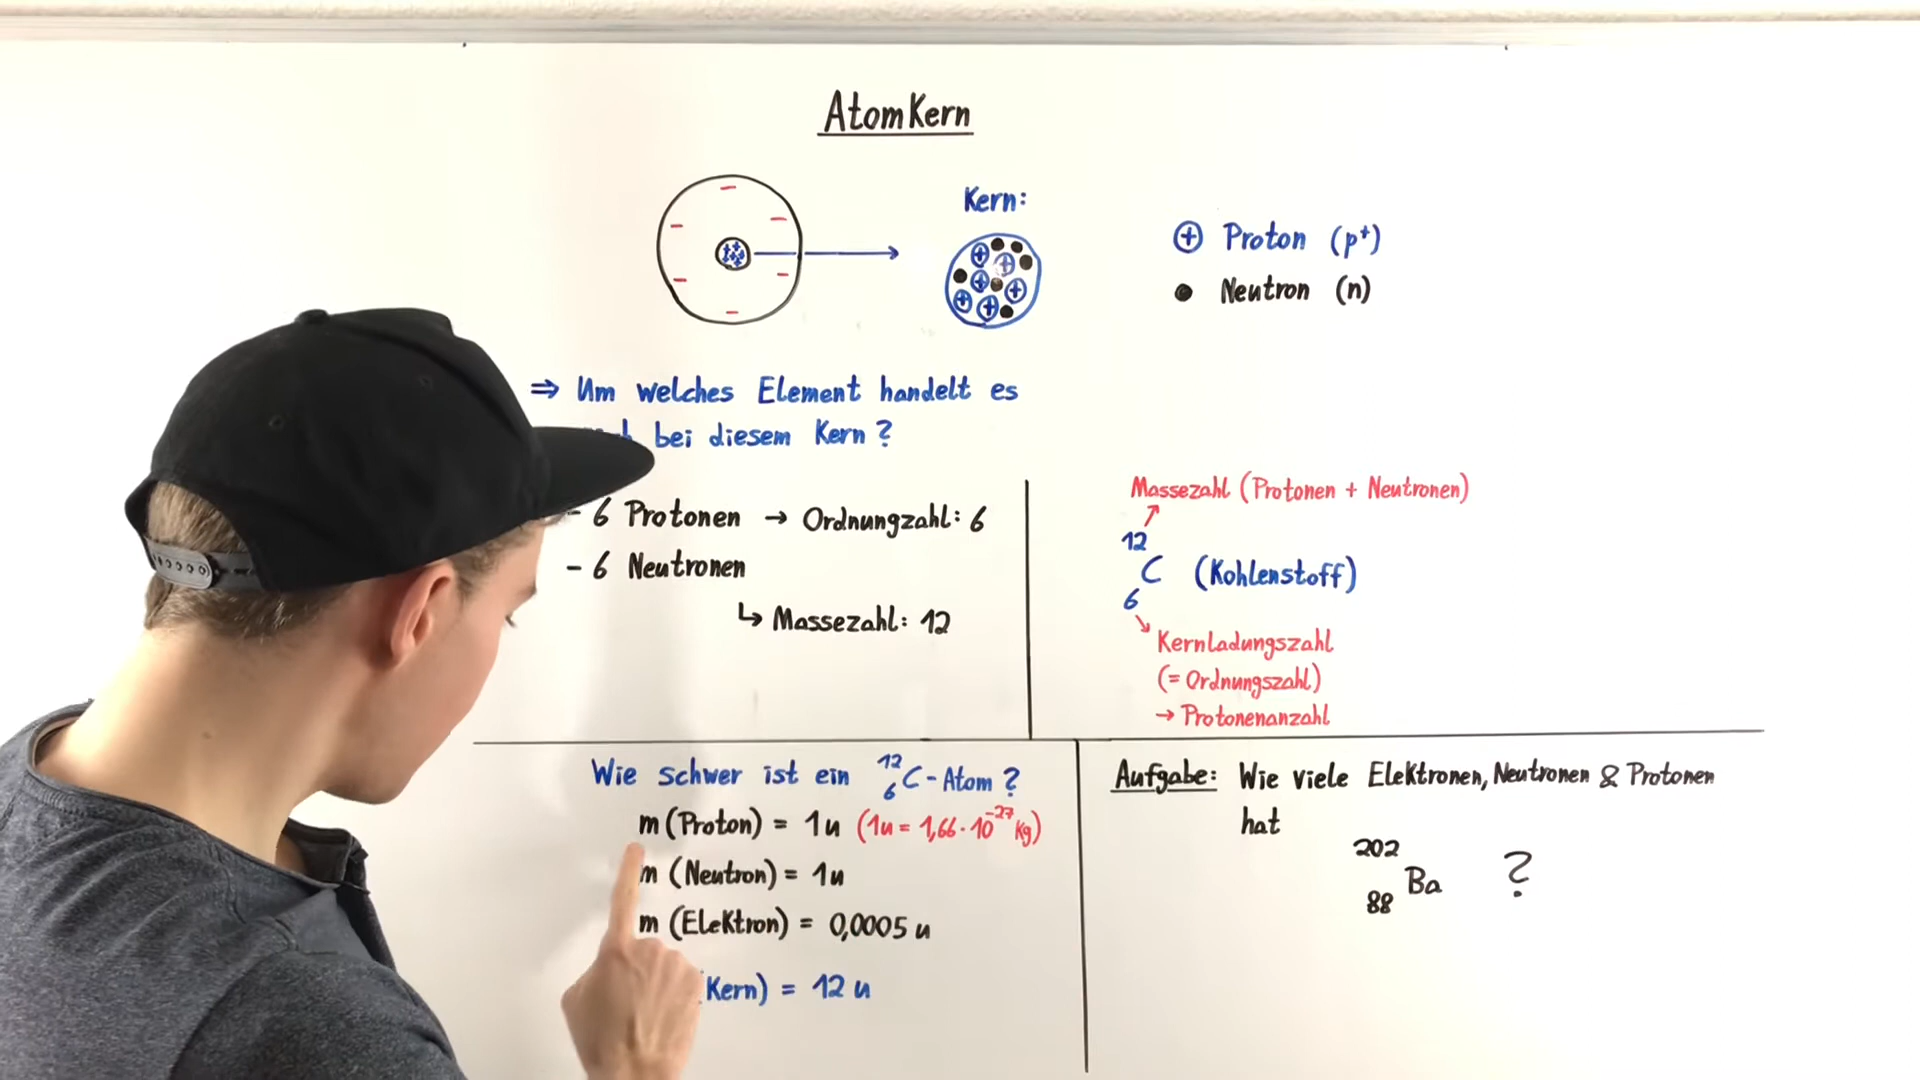 AtomKern
Kern:
⊕ Proton (p⁺)
● Neutron (n)
⇒ Um welches Element handelt es
bei diesem Kern?
- 6 Protonen → Ordnungzahl: 6
- 6 Neutronen
↳ Massezahl: 12
Massezahl (Protonen + Neutronen)
12
C (Kohlenstoff)
6
Kernladungszahl
(= Ordnungszahl)
→ Protonenanzahl
Wie schwer ist ein ¹²₆C-Atom?
m (Proton) = 1u (1u = 1,66·10⁻²⁷ kg)
m (Neutron) = 1u
m (Elektron) = 0,0005 u
(Kern) = 12 u
Aufgabe: Wie viele Elektronen, Neutronen & Protonen
hat
202
Ba ?
88